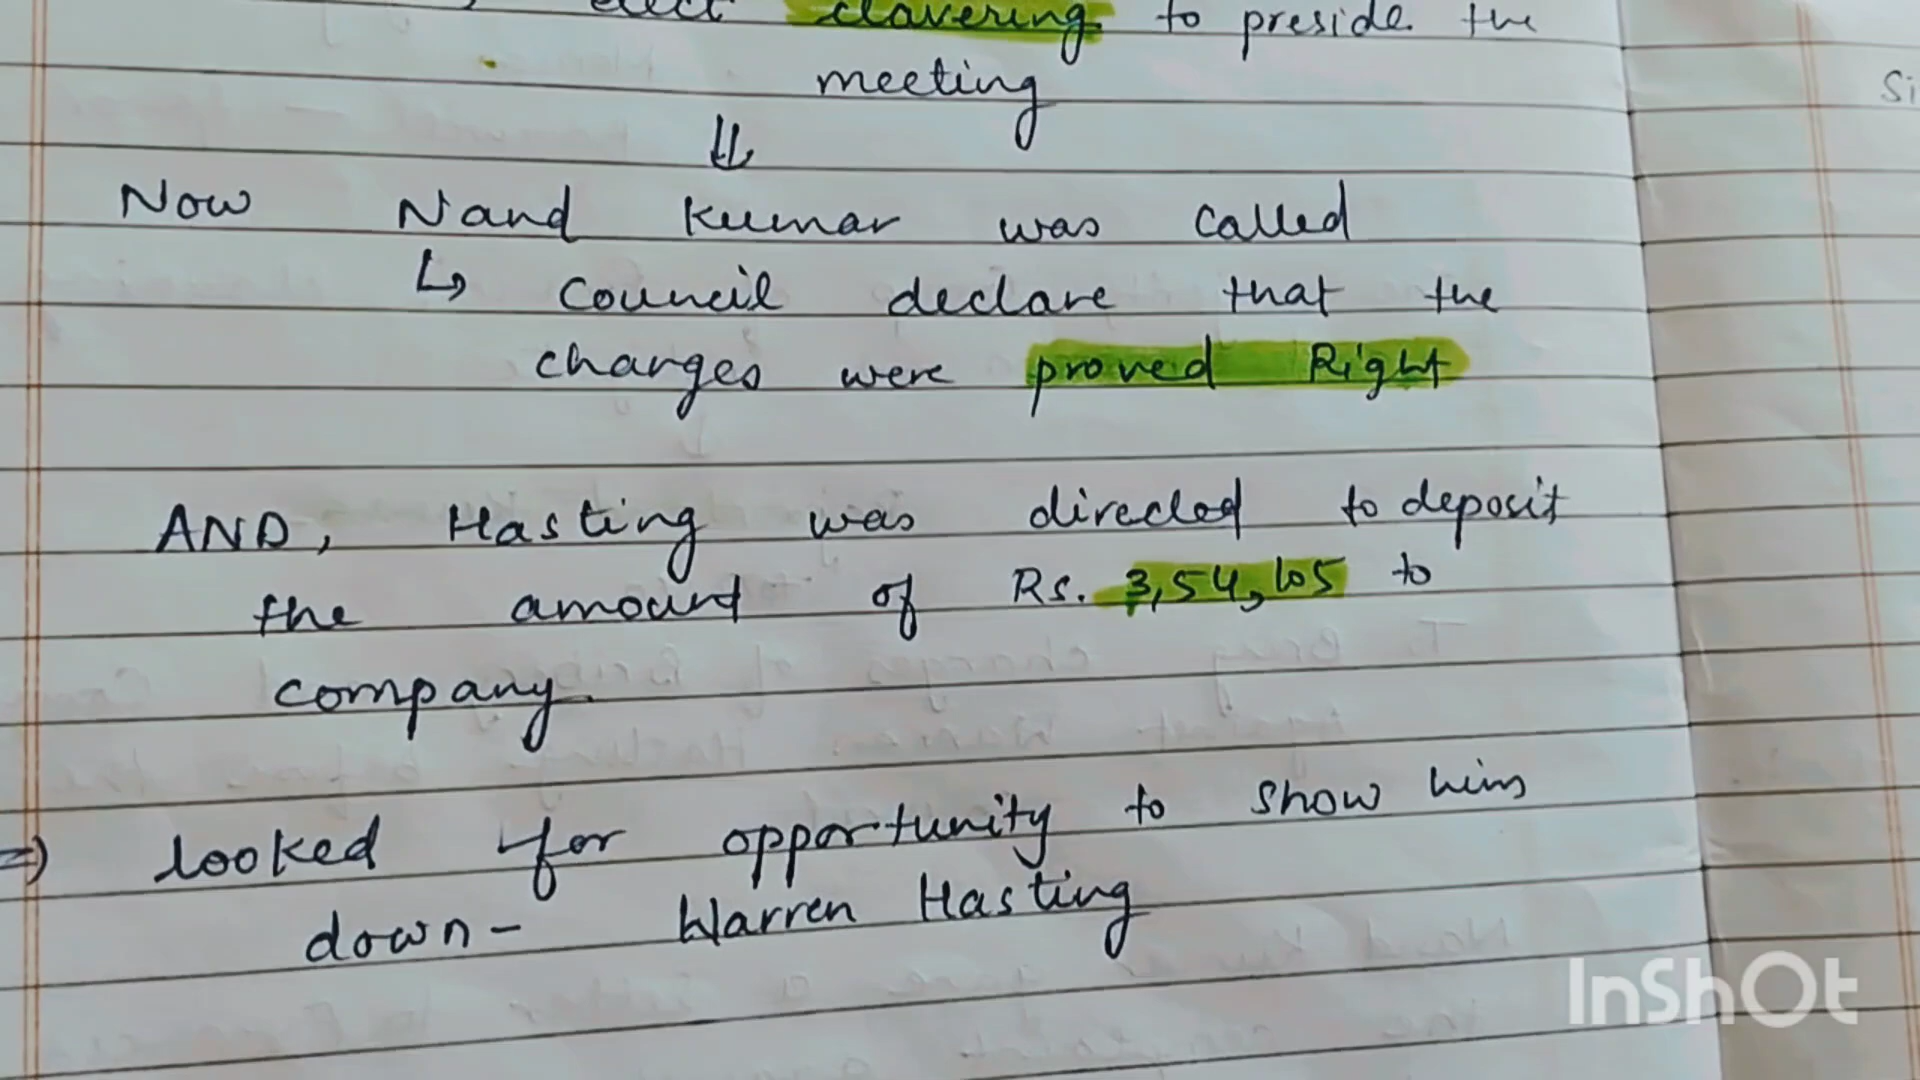 elect clavering to preside the
meeting
Now Nand Kumar was called
↳ Council declare that the
charges were proved Right
AND, Hasting was directed to deposit
the amount of Rs. 3,54,105 to
company.
=) looked for opportunity to show him
down- Warren Hasting
Si
InShOt